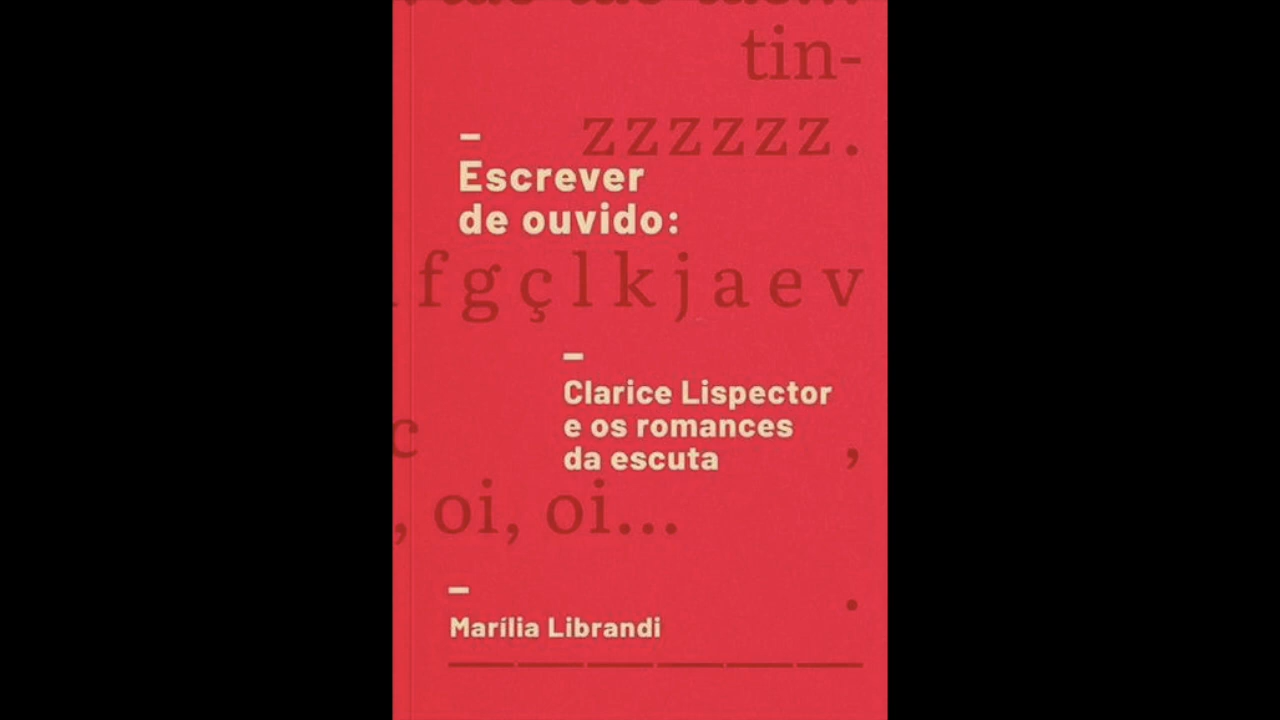 tin-
zzzzzz.
–
Escrever
de ouvido:
fgçlkjaev
–
Clarice Lispector
e os romances
da escuta
c
,
, oi, oi...
–
.
Marília Librandi